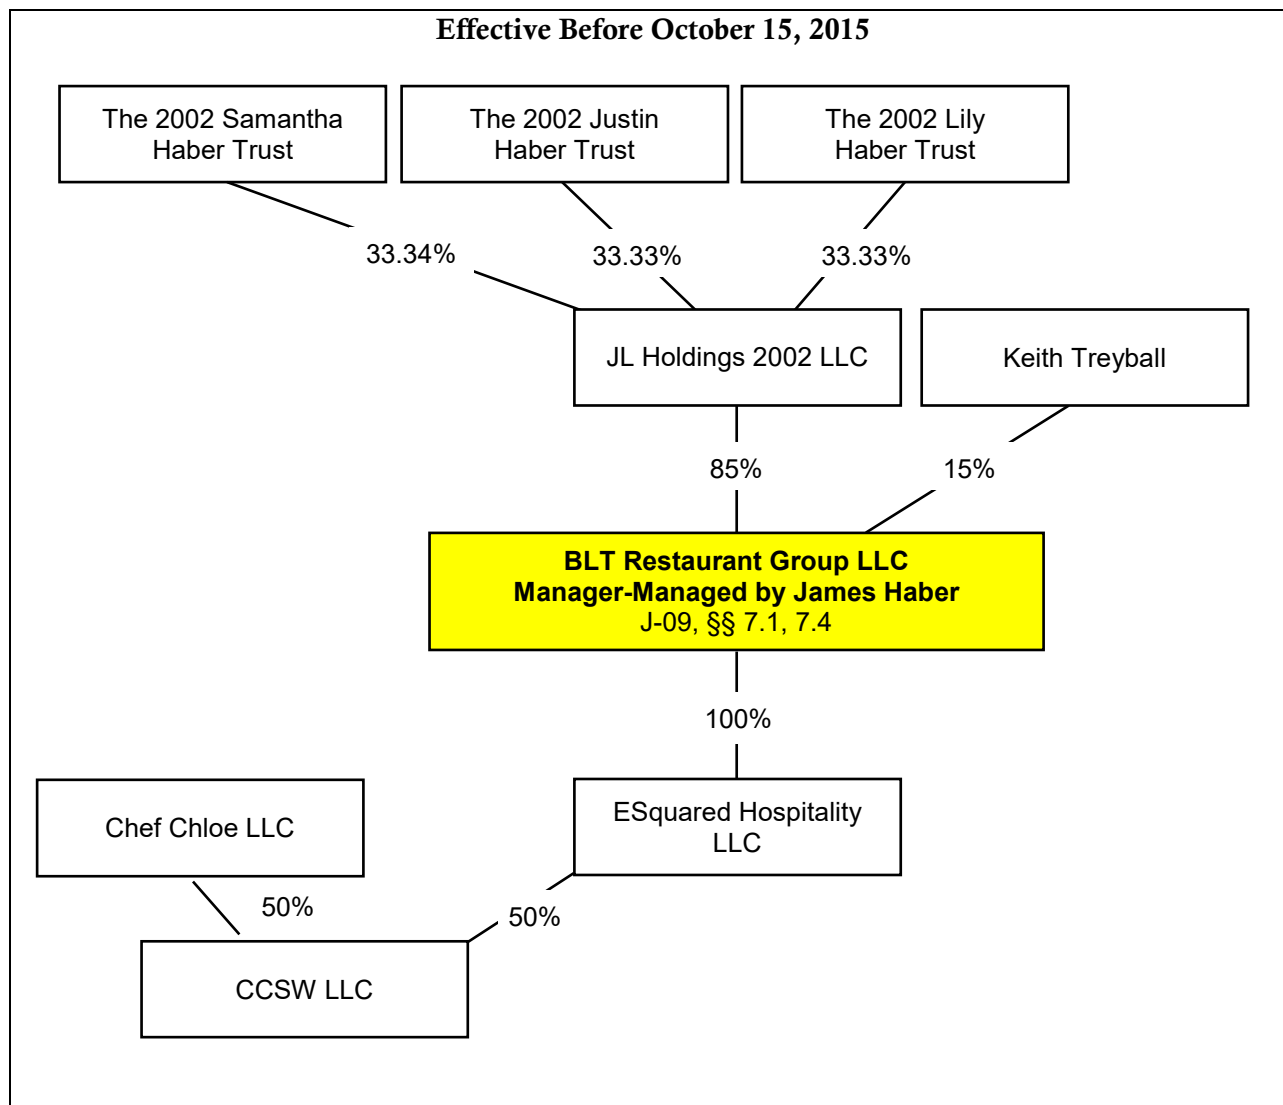 Effective Before October 15, 2015
The 2002 Samantha
Haber Trust
The 2002 Justin
Haber Trust
The 2002 Lily
Haber Trust
33.34%
33.33%
33.33%
JL Holdings 2002 LLC
Keith Treyball
85%
15%
BLT Restaurant Group LLC
Manager-Managed by James Haber
J-09, §§ 7.1, 7.4
100%
Chef Chloe LLC
ESquared Hospitality
LLC
50%
50%
CCSW LLC